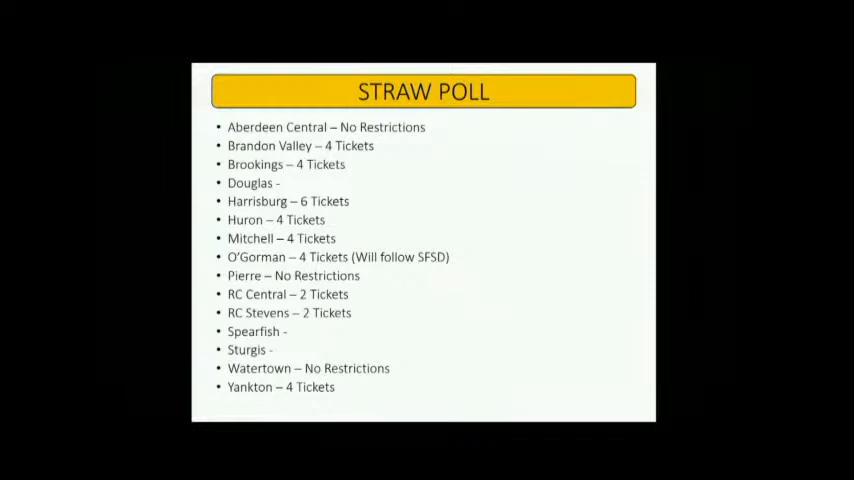 STRAW POLL
• Aberdeen Central – No Restrictions
• Brandon Valley – 4 Tickets
• Brookings – 4 Tickets
• Douglas -
• Harrisburg – 6 Tickets
• Huron – 4 Tickets
• Mitchell – 4 Tickets
• O'Gorman – 4 Tickets (Will follow SFSD)
• Pierre – No Restrictions
• RC Central – 2 Tickets
• RC Stevens – 2 Tickets
• Spearfish -
• Sturgis -
• Watertown – No Restrictions
• Yankton – 4 Tickets